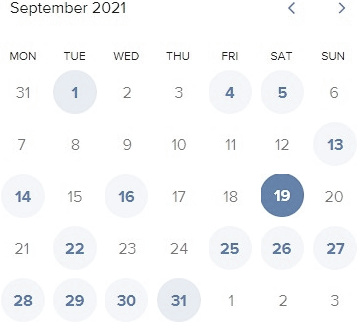 September 2021
MON TUE WED THU FRI SAT SUN
31 1 2 3 4 5 6
7 8 9 10 11 12 13
14 15 16 17 18 19 20
21 22 23 24 25 26 27
28 29 30 31 1 2 3